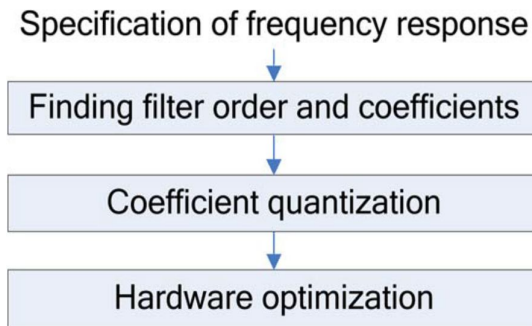 Specification of frequency response
Finding filter order and coefficients
Coefficient quantization
Hardware optimization